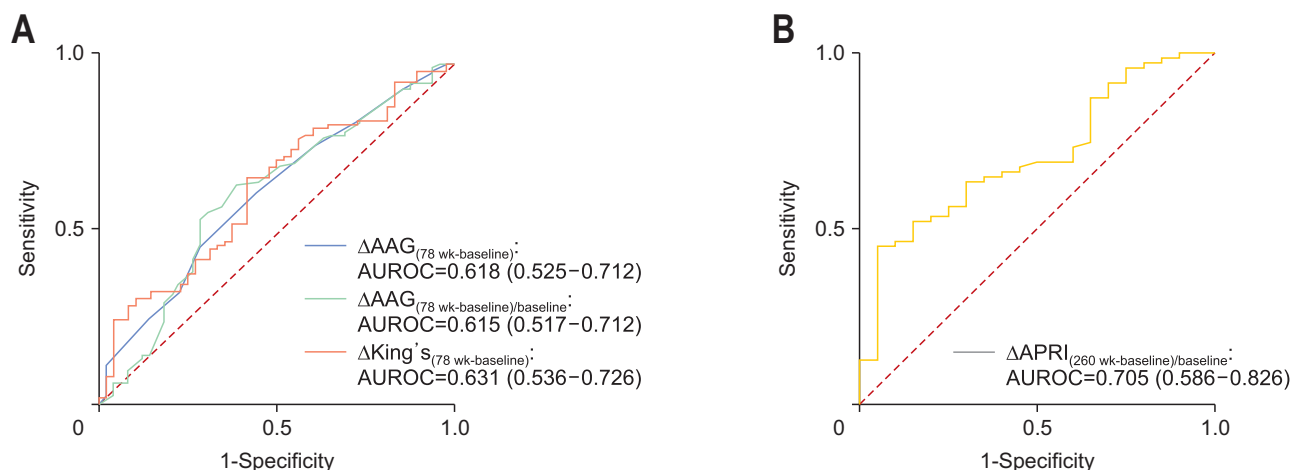 A
1.0
Sensitivity
0.5
ΔAAG(78 wk-baseline):
AUROC=0.618 (0.525−0.712)
ΔAAG(78 wk-baseline)/baseline:
AUROC=0.615 (0.517−0.712)
ΔKing's(78 wk-baseline):
AUROC=0.631 (0.536−0.726)
0
0.5
1.0
1-Specificity
B
1.0
Sensitivity
0.5
ΔAPRI(260 wk-baseline)/baseline:
AUROC=0.705 (0.586−0.826)
0
0.5
1.0
1-Specificity